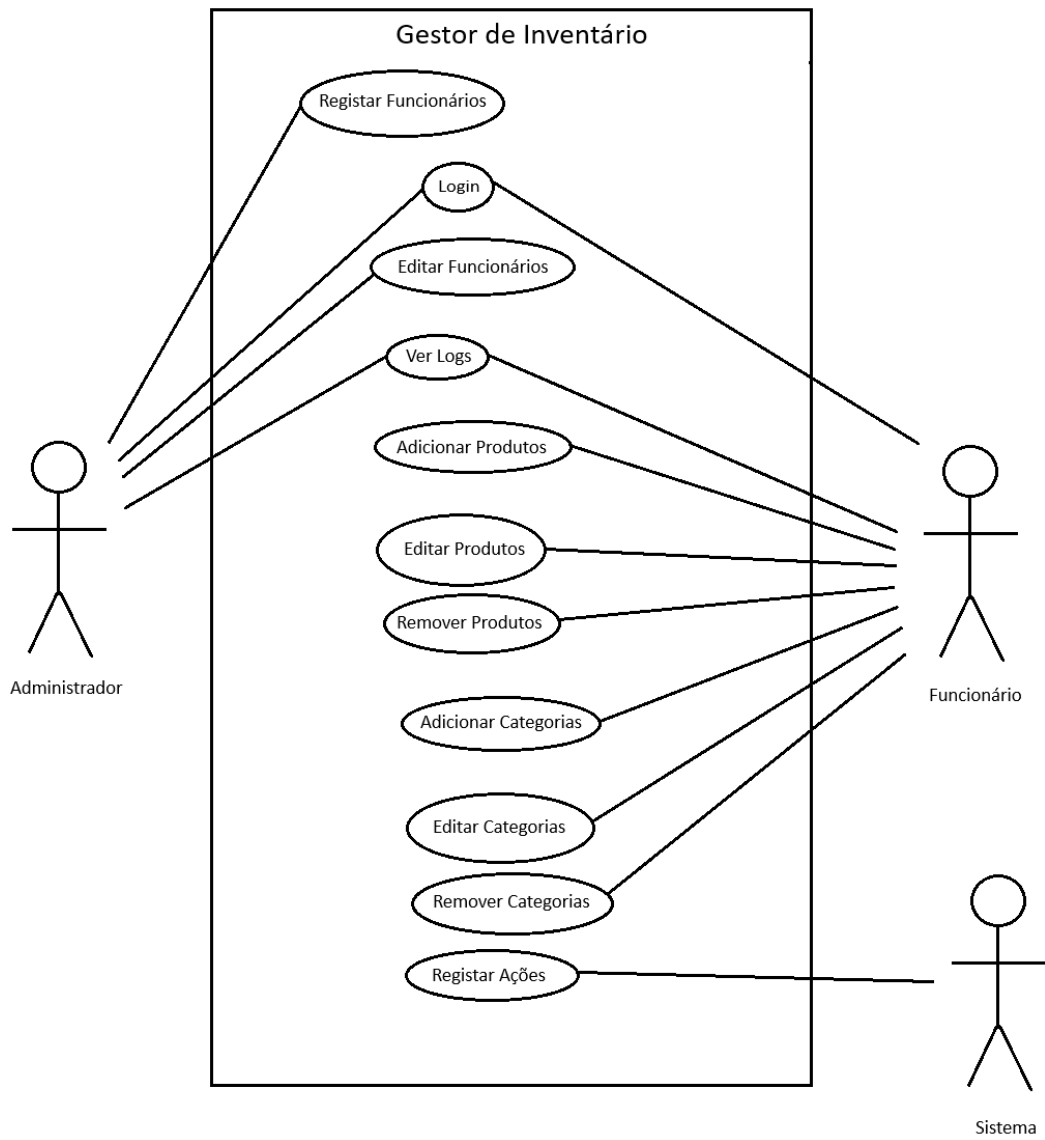 Gestor de Inventário
Registar Funcionários
Login
Editar Funcionários
Ver Logs
Adicionar Produtos
Editar Produtos
Remover Produtos
Administrador
Funcionário
Adicionar Categorias
Editar Categorias
Remover Categorias
Registar Ações
Sistema